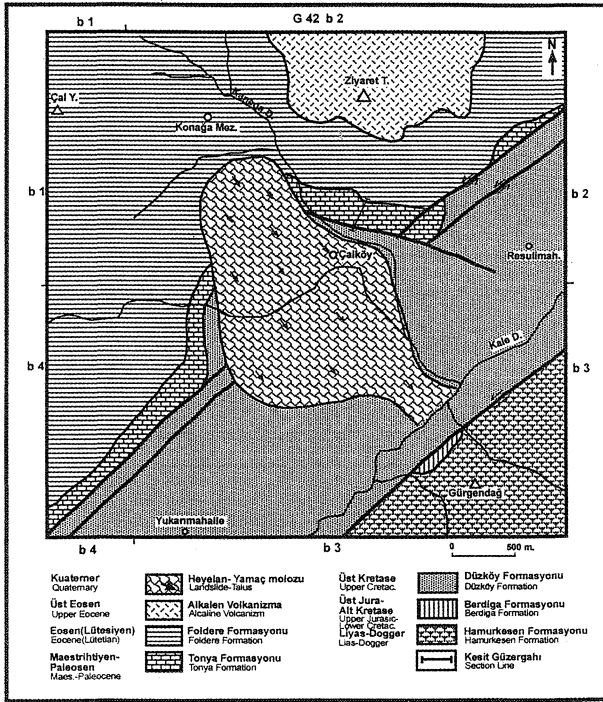 b 1
G 42 b 2
N
Ziyaret T.
Çal Y.
Konağa Mez.
b 1
b 2
Çalköy
Resullmah.
Kale D.
b 4
b 3
Gürgendağ
Yukarımahalle
b 4
b 3
0 500 m.
Kuaterner
Quaternary
Heyelan- Yamaç molozu
Landslide-Talus
Üst Eosen
Upper Eocene
Alkalen Volkanizma
Alcaline Volcanizm
Eosen(Lütesiyen)
Eocene(Lutetian)
Foldere Formasyonu
Foldere Formation
Maestrihtiyen-
Paleosen
Maes.-Paleocene
Tonya Formasyonu
Tonya Formation
Üst Kretase
Upper Cretac.
Düzköy Formasyonu
Düzköy Formation
Üst Jura-
Alt Kretase
Upper Jurasic-
Lower Cretac.
Berdiga Formasyonu
Berdiga Formation
Liyas-Dogger
Lias-Dogger
Hamurkesen Formasyonu
Hamurkesen Formation
Kesit Güzergahı
Section Line